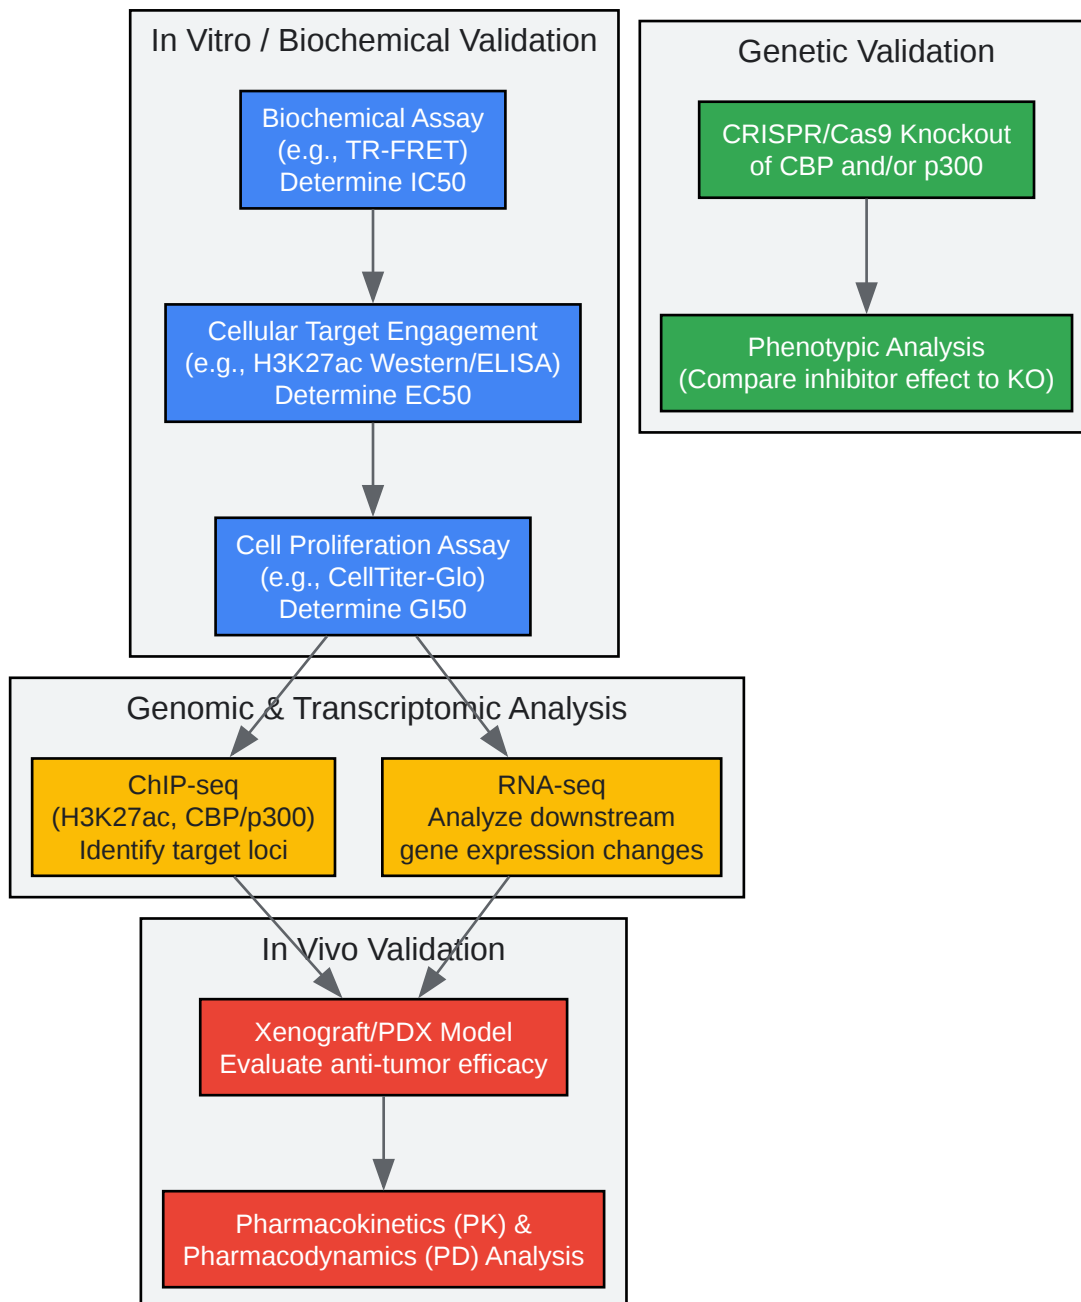 In Vitro / Biochemical Validation
Biochemical Assay
(e.g., TR-FRET)
Determine IC50
Cellular Target Engagement
(e.g., H3K27ac Western/ELISA)
Determine EC50
Cell Proliferation Assay
(e.g., CellTiter-Glo)
Determine GI50
Genetic Validation
CRISPR/Cas9 Knockout
of CBP and/or p300
Phenotypic Analysis
(Compare inhibitor effect to KO)
Genomic & Transcriptomic Analysis
ChIP-seq
(H3K27ac, CBP/p300)
Identify target loci
RNA-seq
Analyze downstream
gene expression changes
In Vivo Validation
Xenograft/PDX Model
Evaluate anti-tumor efficacy
Pharmacokinetics (PK) &
Pharmacodynamics (PD) Analysis